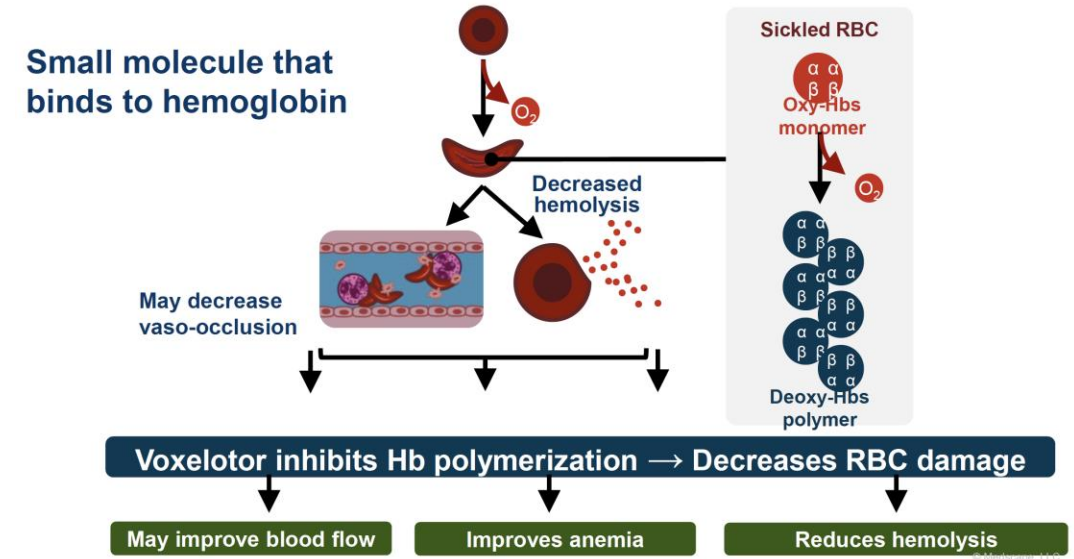 Small molecule that
binds to hemoglobin
O2
Decreased
hemolysis
May decrease
vaso-occlusion
Sickled RBC
α α
β β
Oxy-Hbs
monomer
O2
α α
β β
β β
α α
α α
β β
β β
α α
α α
β β
β β
α α
Deoxy-Hbs
polymer
Voxelotor inhibits Hb polymerization → Decreases RBC damage
May improve blood flow
Improves anemia
Reduces hemolysis